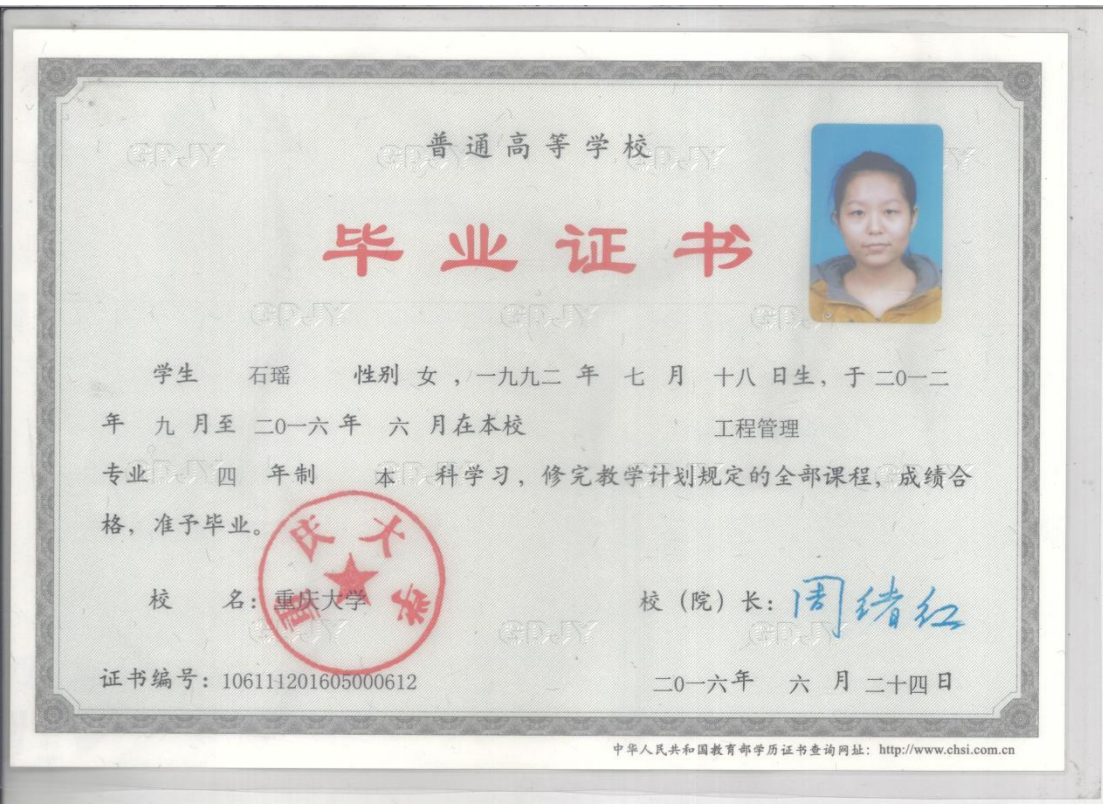 普通高等学校
毕业证书
学生 石瑶 性别 女 ，一九九二 年 七 月 十八 日生，于 二0一二
年 九 月至 二0一六 年 六 月在本校 工程管理
专业 四 年制 本 科学习，修完教学计划规定的全部课程，成绩合
格，准予毕业。
重庆大学
校 名：重庆大学 校（院）长：周绪红
证书编号：106111201605000612 二0一六年 六 月 二十四日
中华人民共和国教育部学历证书查询网址：http://www.chsi.com.cn